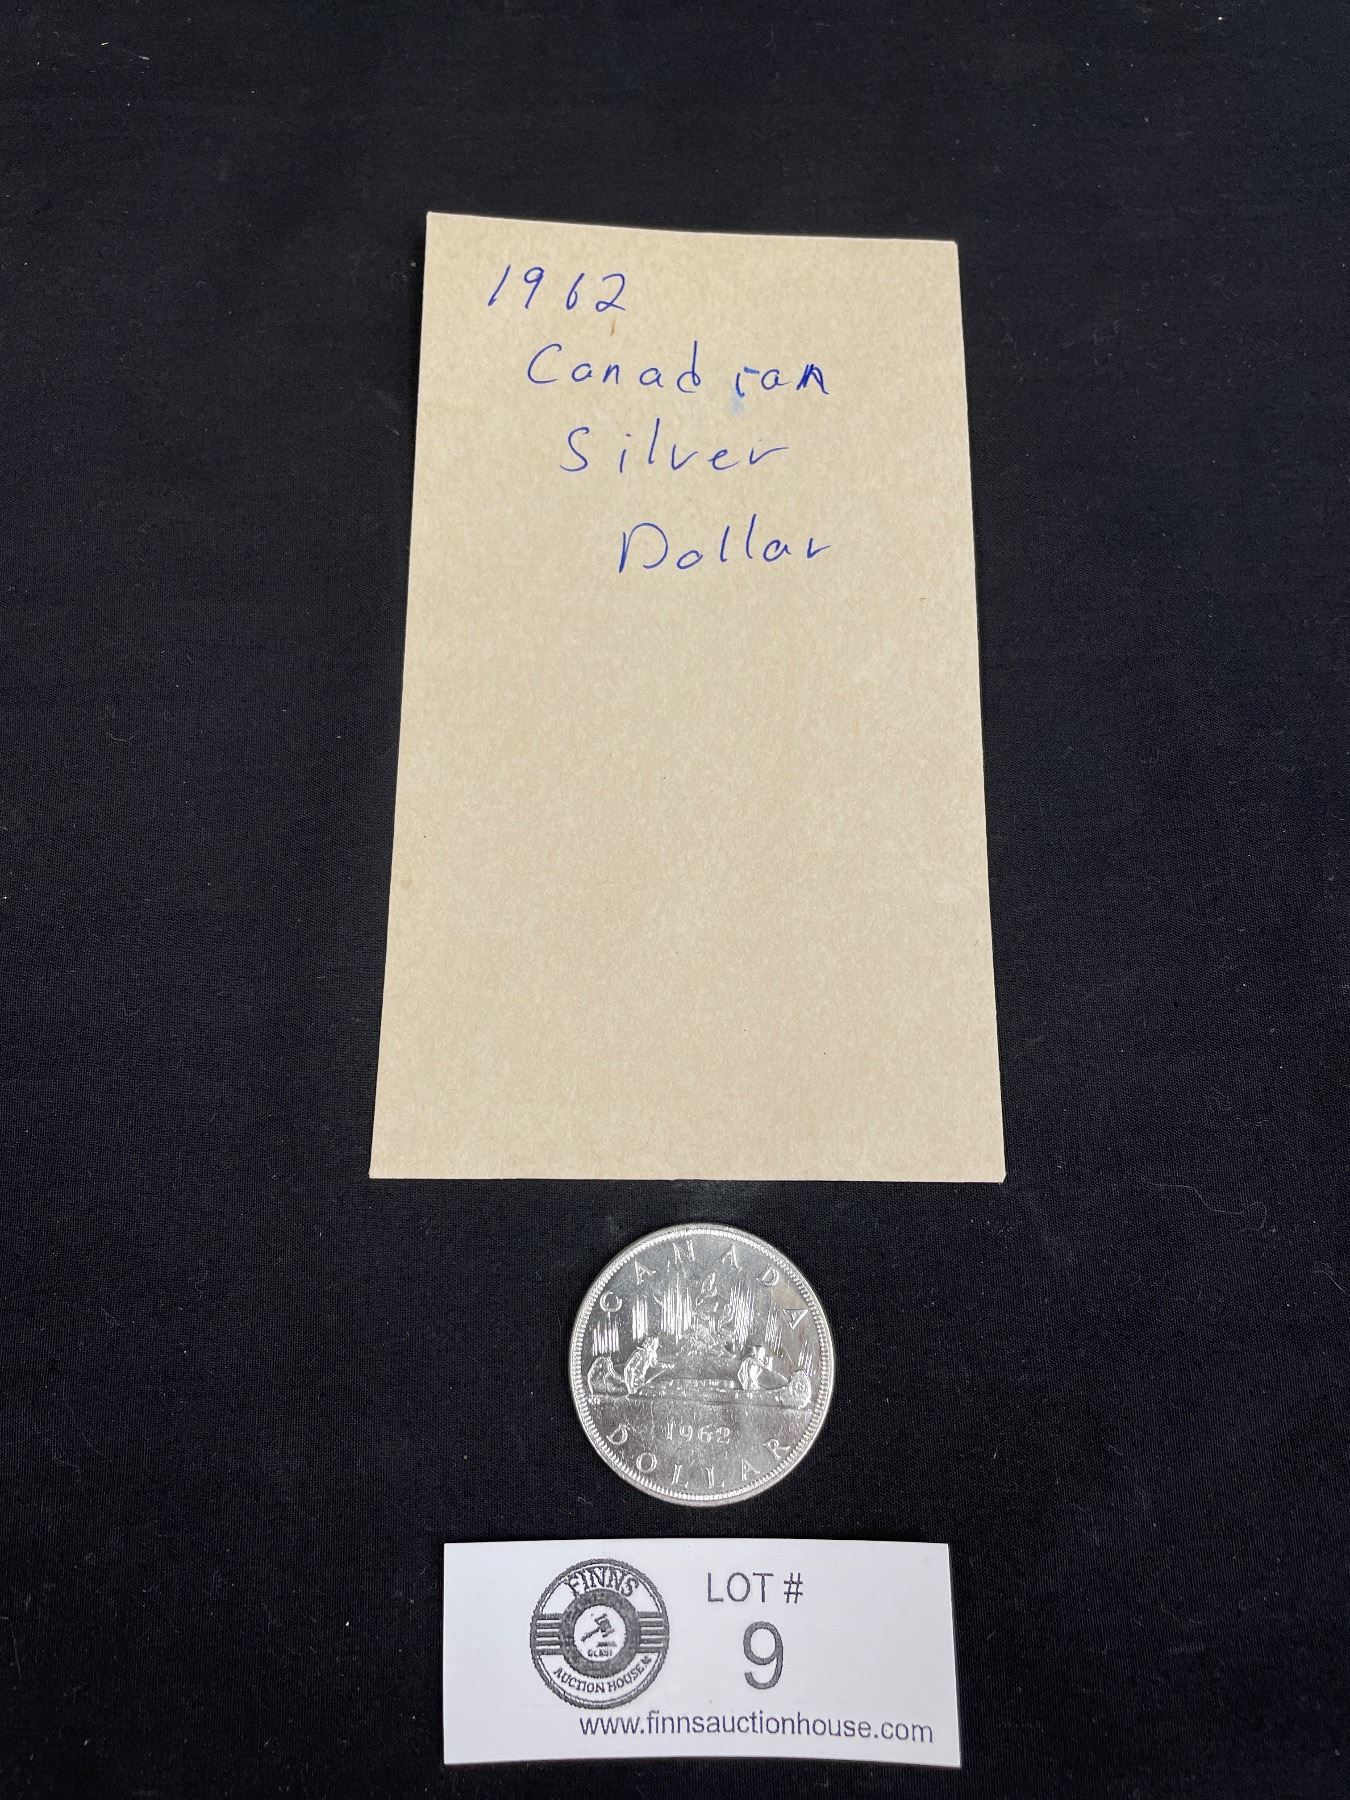 1962
Canadian
Silver
Dollar
CANADA
1962
DOLLAR
FINNS
AUCTION HOUSE
LOT #
9
www.finnsauctionhouse.com